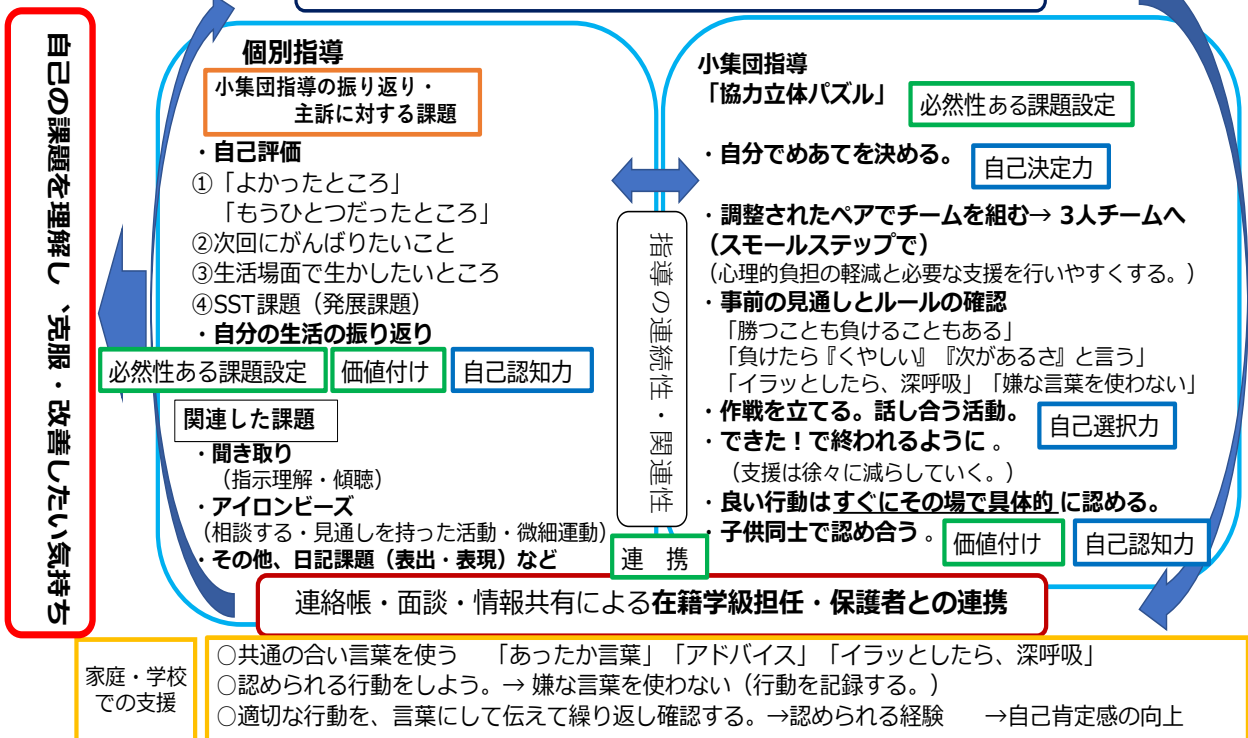 自己の課題を理解し、克服・改善したい気持ち
個別指導
小集団指導の振り返り・
主訴に対する課題
・自己評価
①「よかったところ」
「もうひとつだったところ」
②次回にがんばりたいこと
③生活場面で生かしたいところ
④SST課題（発展課題）
・自分の生活の振り返り
必然性ある課題設定
価値付け
自己認知力
関連した課題
・聞き取り
（指示理解・傾聴）
・アイロンビーズ
（相談する・見通しを持った活動・微細運動）
・その他、日記課題（表出・表現）など
指導の連続性・関連性
連　携
小集団指導
「協力立体パズル」
必然性ある課題設定
・自分でめあてを決める。
自己決定力
・調整されたペアでチームを組む→ 3人チームへ
（スモールステップで）
（心理的負担の軽減と必要な支援を行いやすくする。）
・事前の見通しとルールの確認
「勝つことも負けることもある」
「負けたら『くやしい』『次があるさ』と言う」
「イラッとしたら、深呼吸」「嫌な言葉を使わない」
・作戦を立てる。話し合う活動。
自己選択力
・できた！で終われるように 。
（支援は徐々に減らしていく。）
・良い行動はすぐにその場で具体的に認める。
・子供同士で認め合う 。
価値付け
自己認知力
連絡帳・面談・情報共有による在籍学級担任・保護者との連携
家庭・学校
での支援
○共通の合い言葉を使う　「あったか言葉」「アドバイス」「イラッとしたら、深呼吸」
○認められる行動をしよう。→ 嫌な言葉を使わない（行動を記録する。）
○適切な行動を、言葉にして伝えて繰り返し確認する。→認められる経験　→自己肯定感の向上